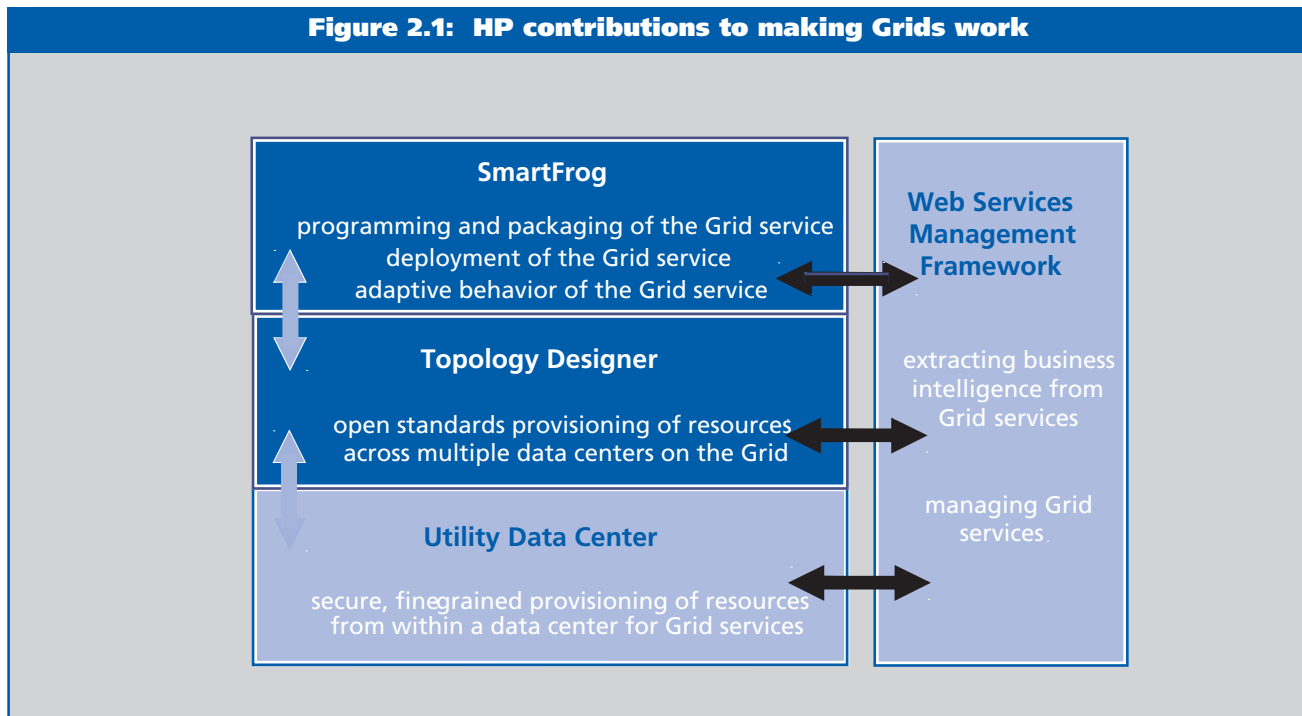 Figure 2.1: HP contributions to making Grids work
SmartFrog
programming and packaging of the Grid service
deployment of the Grid service
adaptive behavior of the Grid service
Topology Designer
open standards provisioning of resources
across multiple data centers on the Grid
Utility Data Center
secure, finegrained provisioning of resources
from within a data center for Grid services
Web Services
Management
Framework
extracting business
intelligence from
Grid services
managing Grid
services